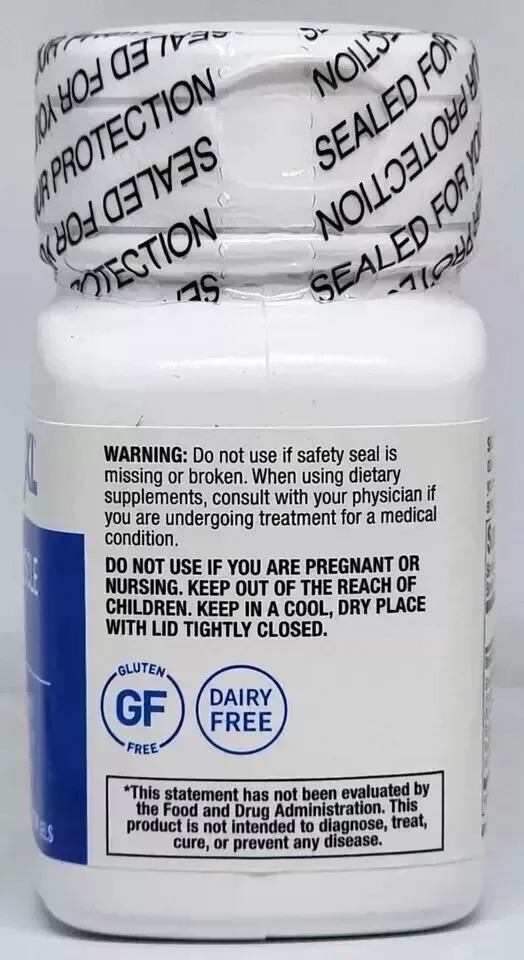 SEALED FOR YOUR PROTECTION
SEALED FOR YOUR PROTECTION
WARNING: Do not use if safety seal is
missing or broken. When using dietary
supplements, consult with your physician if
you are undergoing treatment for a medical
condition.
DO NOT USE IF YOU ARE PREGNANT OR
NURSING. KEEP OUT OF THE REACH OF
CHILDREN. KEEP IN A COOL, DRY PLACE
WITH LID TIGHTLY CLOSED.
GLUTEN
GF
FREE
DAIRY
FREE
*This statement has not been evaluated by
the Food and Drug Administration. This
product is not intended to diagnose, treat,
cure, or prevent any disease.